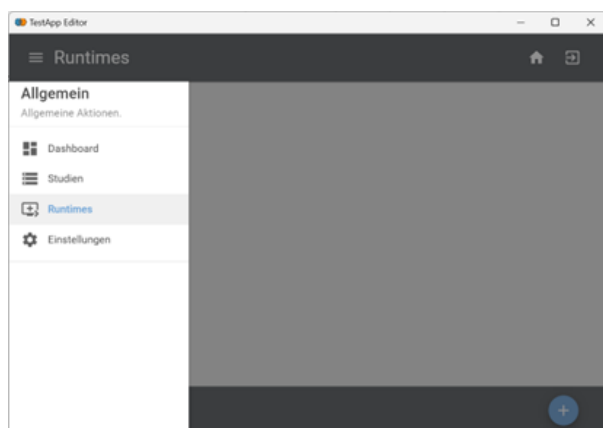 TestApp Editor
Runtimes
Allgemein
Allgemeine Aktionen.
Dashboard
Studien
Runtimes
Einstellungen